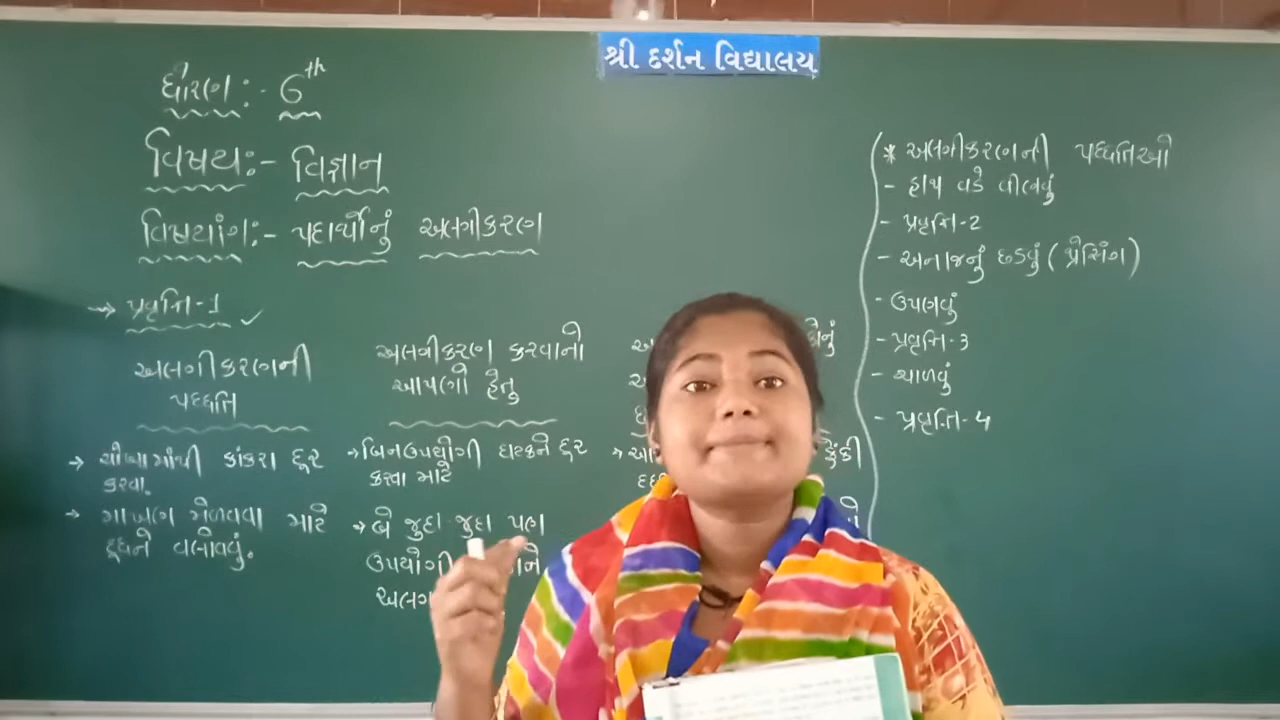 શ્રી દર્શન વિદ્યાલય
ધોરણ:- 6th
વિષય:- વિજ્ઞાન
વિષયાંગ:- પદાર્થોનું અલગીકરણ
→ પ્રવૃત્તિ-1 ✓
અલગીકરણની
પદ્ધતિ
→ ચોખામાંથી કાંકરા દૂર
કરવા.
→ માખણ મેળવવા માટે
દૂધને વલોવવું.
અલગીકરણ કરવાનો
આપણો હેતુ
→ બિનઉપયોગી ઘટકને દૂર
કરવા માટે
→ બે જુદા-જુદા પણ
ઉપયોગી
અલગ
* અલગીકરણની પદ્ધતિઓ
- હાથ વડે વીણવું
- પ્રવૃત્તિ-2
- અનાજનું છડવું (થ્રેસિંગ)
- ઉપણવું
- પ્રવૃત્તિ-3
- ચાળવું
- પ્રવૃત્તિ-4